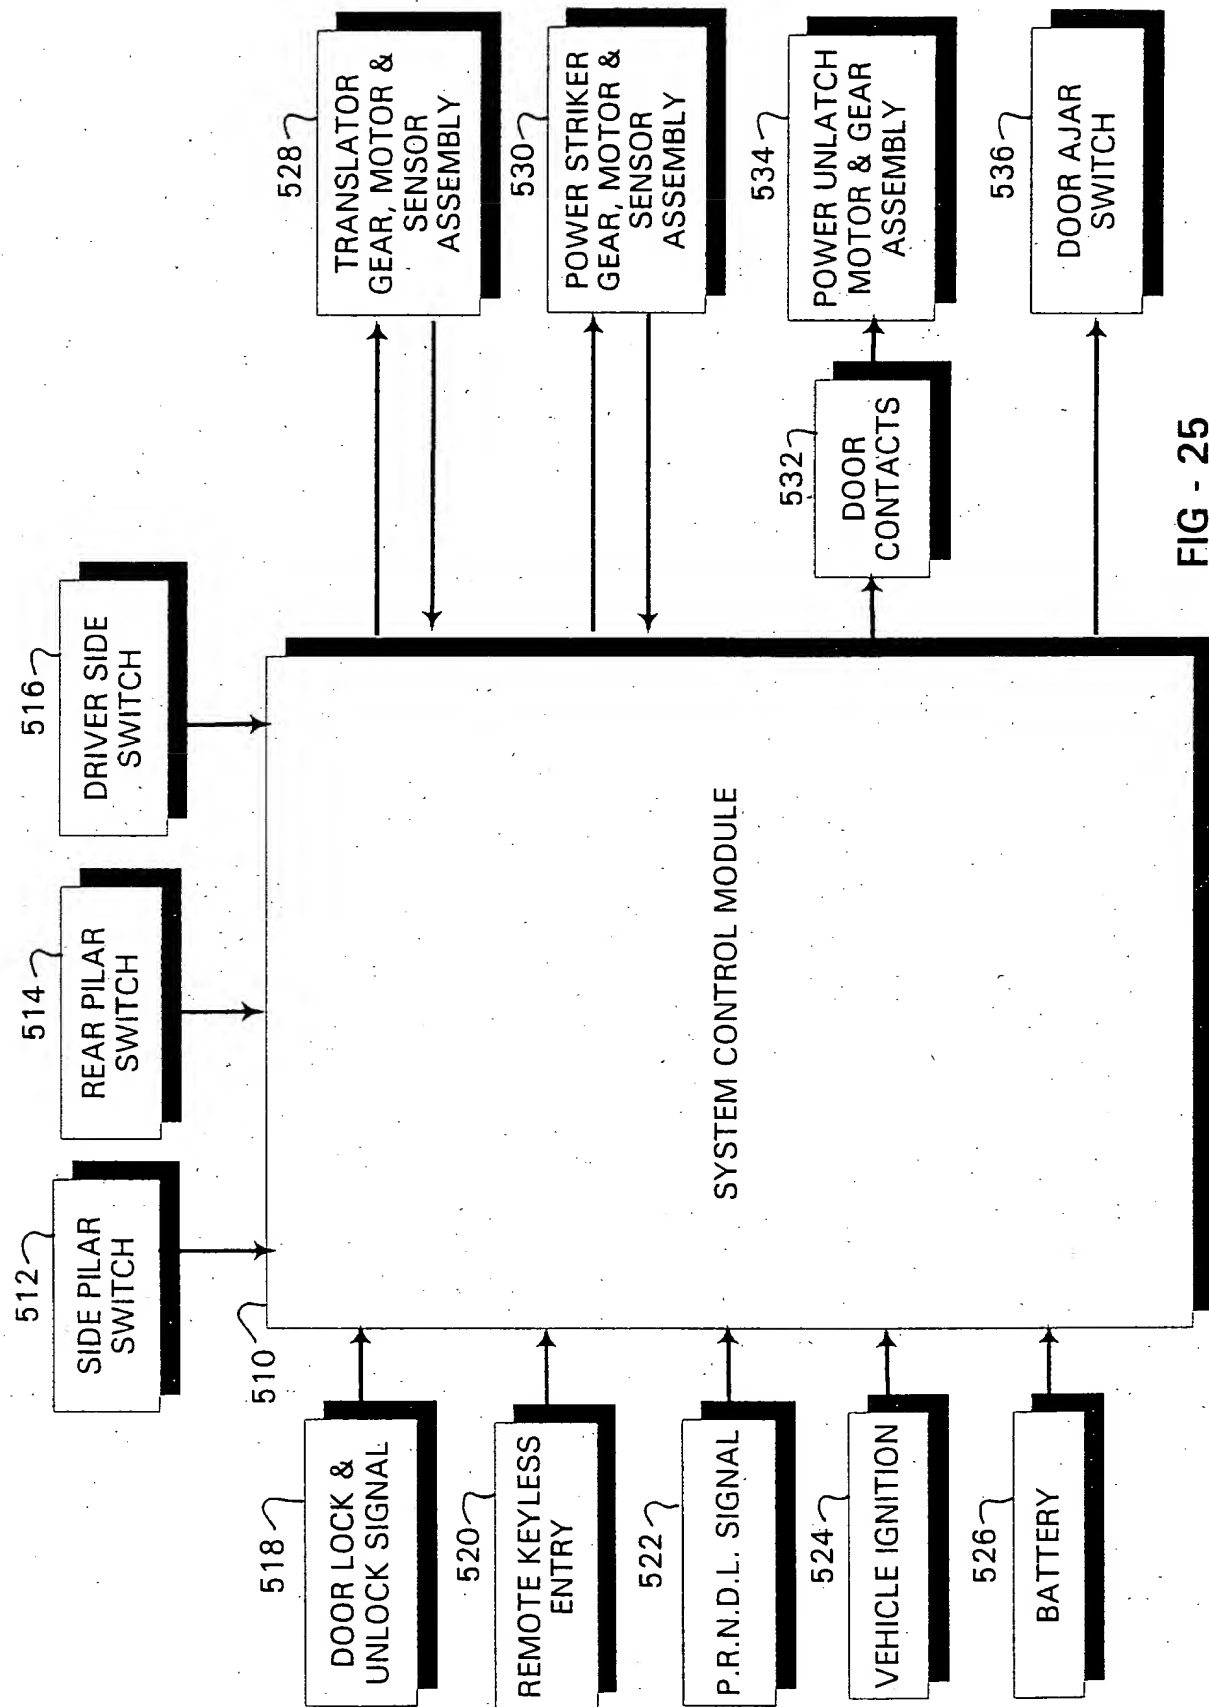 512
SIDE PILAR
SWITCH
514
REAR PILAR
SWITCH
516
DRIVER SIDE
SWITCH
510
SYSTEM CONTROL MODULE
518
DOOR LOCK &
UNLOCK SIGNAL
520
REMOTE KEYLESS
ENTRY
522
P.R.N.D.L. SIGNAL
524
VEHICLE IGNITION
526
BATTERY
528
TRANSLATOR
GEAR, MOTOR &
SENSOR
ASSEMBLY
530
POWER STRIKER
GEAR, MOTOR &
SENSOR
ASSEMBLY
532
DOOR
CONTACTS
534
POWER UNLATCH
MOTOR & GEAR
ASSEMBLY
536
DOOR AJAR
SWITCH
FIG - 25